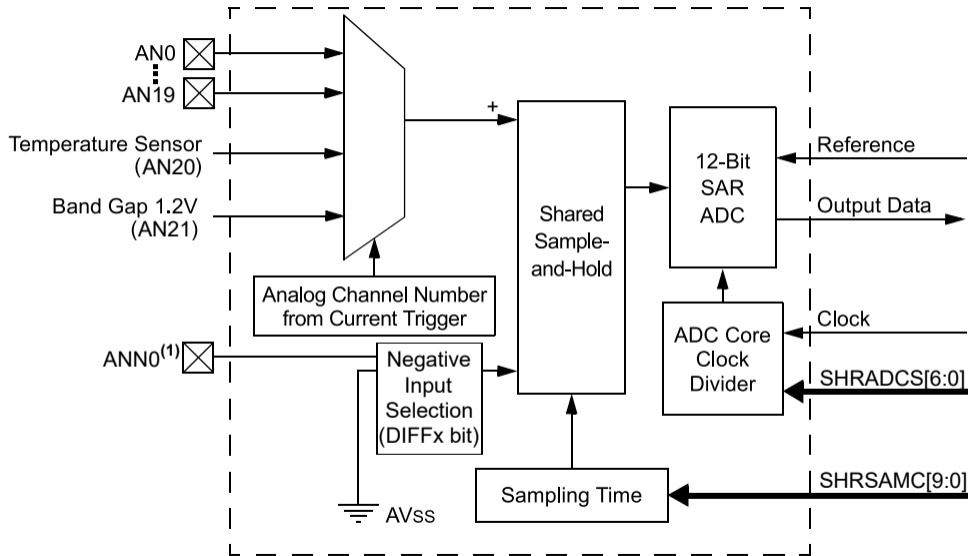 AN0
AN19
Temperature Sensor
(AN20)
Band Gap 1.2V
(AN21)
+
Analog Channel Number
from Current Trigger
ANN0(1)
Negative
Input
Selection
(DIFFx bit)
AVss
Shared
Sample-
and-Hold
Sampling Time
12-Bit
SAR
ADC
ADC Core
Clock
Divider
Reference
Output Data
Clock
SHRADCS[6:0]
SHRSAMC[9:0]